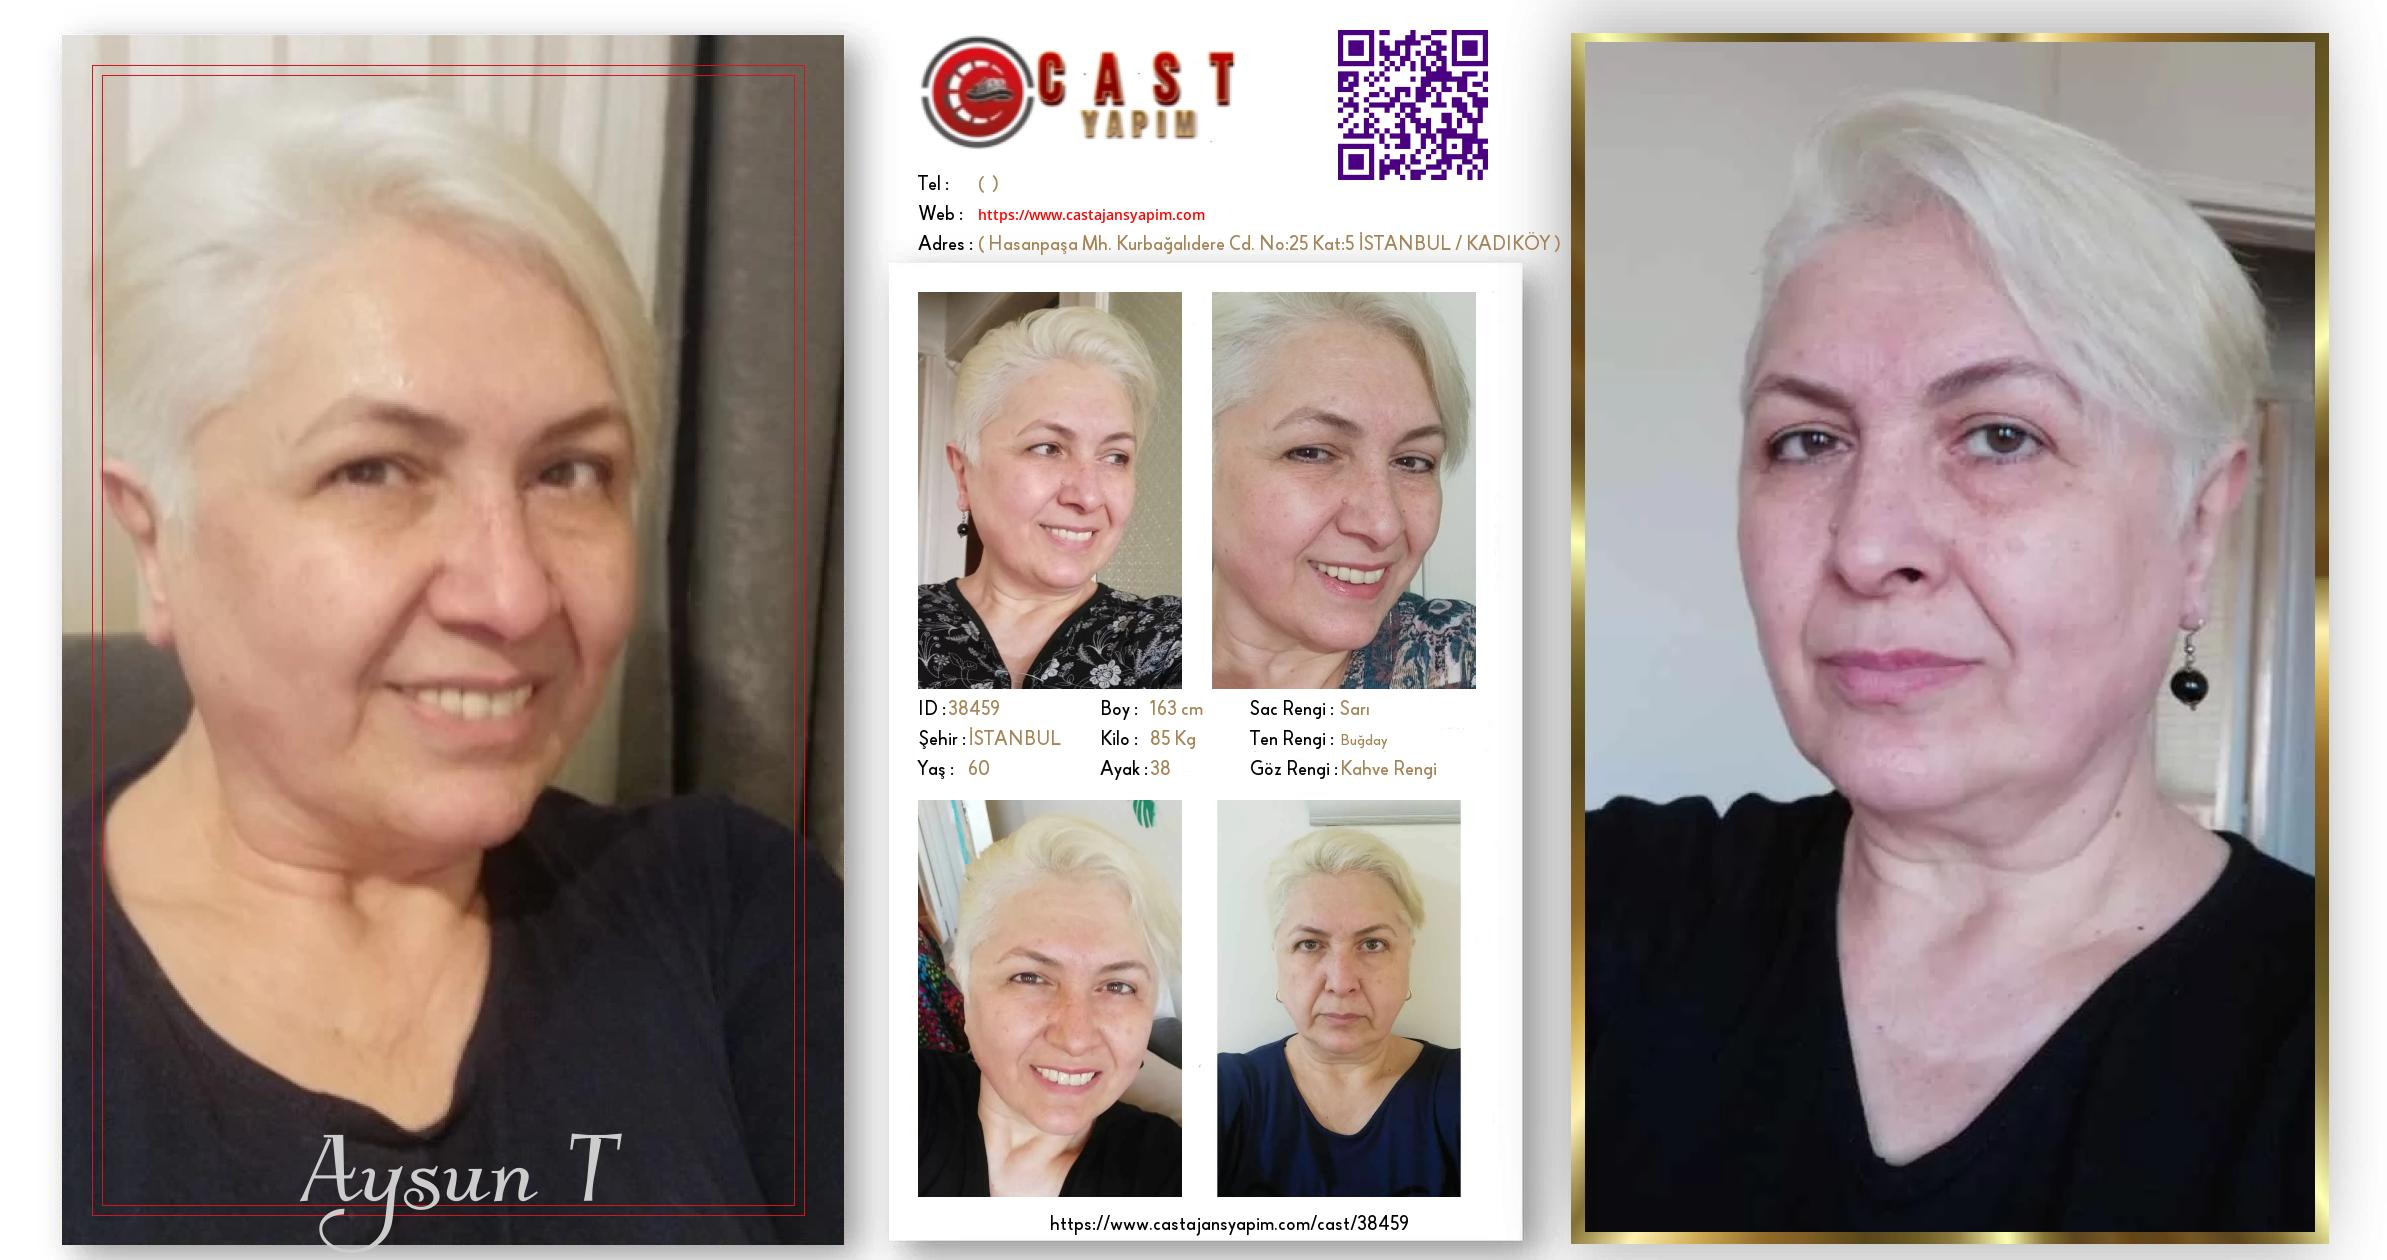 Aysun T
CAST
YAPIM
Tel : ( )
Web : https://www.castajansyapim.com
Adres : ( Hasanpaşa Mh. Kurbağalıdere Cd. No:25 Kat:5 İSTANBUL / KADIKÖY )
ID : 38459 Boy : 163 cm Sac Rengi : Sarı
Şehir : İSTANBUL Kilo : 85 Kg Ten Rengi : Buğday
Yaş : 60 Ayak : 38 Göz Rengi : Kahve Rengi
https://www.castajansyapim.com/cast/38459